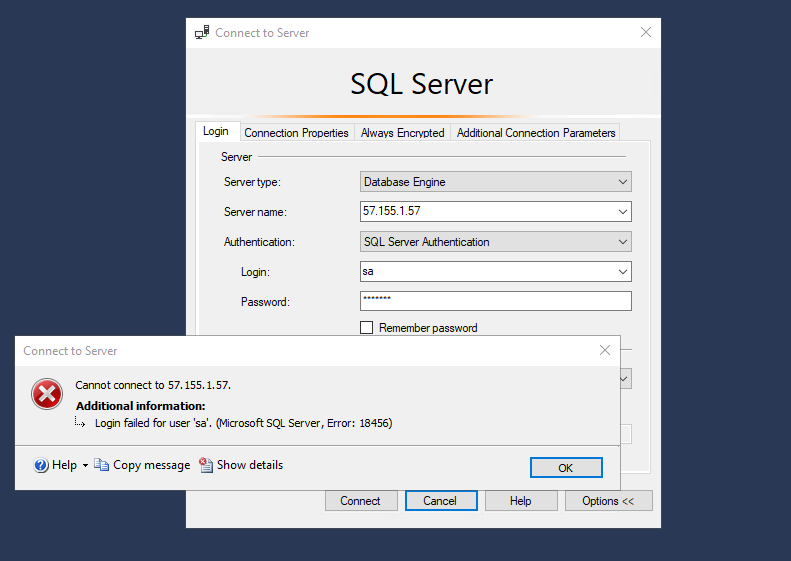 Connect to Server
SQL Server
Login Connection Properties Always Encrypted Additional Connection Parameters
Server
Server type: Database Engine
Server name: 57.155.1.57
Authentication: SQL Server Authentication
Login: sa
Password: *******
Remember password
Connect to Server
Cannot connect to 57.155.1.57.
Additional information:
Login failed for user 'sa'. (Microsoft SQL Server, Error: 18456)
Help Copy message Show details OK
Connect Cancel Help Options <<